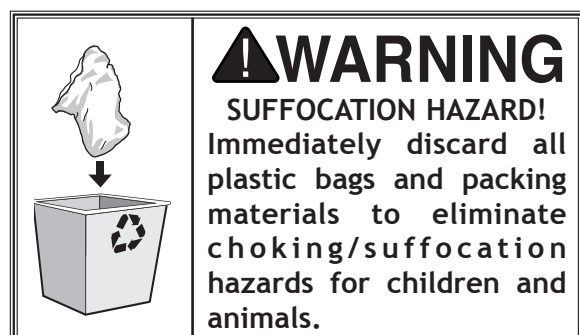 WARNING
SUFFOCATION HAZARD!
Immediately discard all
plastic bags and packing
materials to eliminate
choking/suffocation
hazards for children and
animals.